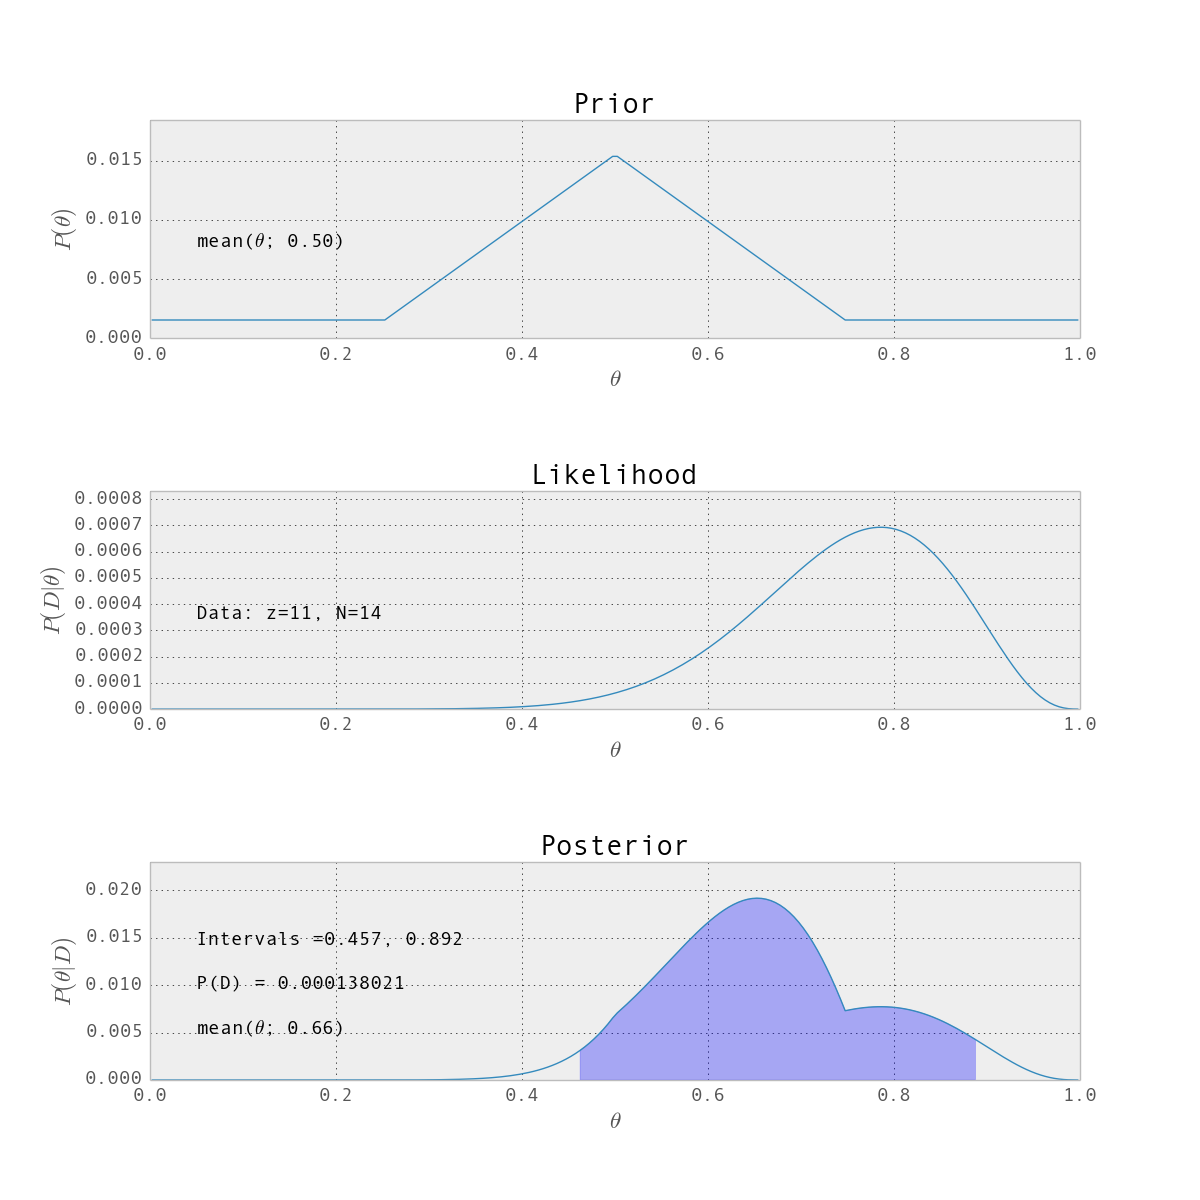 Prior
0.015
0.010
0.005
0.000
P(θ)
mean(θ; 0.50)
0.0 0.2 0.4 0.6 0.8 1.0
θ
Likelihood
0.0008
0.0007
0.0006
0.0005
0.0004
0.0003
0.0002
0.0001
0.0000
P(D|θ)
Data: z=11, N=14
0.0 0.2 0.4 0.6 0.8 1.0
θ
Posterior
0.020
0.015
0.010
0.005
0.000
P(θ|D)
Intervals =0.457, 0.892
P(D) = 0.000138021
mean(θ; 0.66)
0.0 0.2 0.4 0.6 0.8 1.0
θ